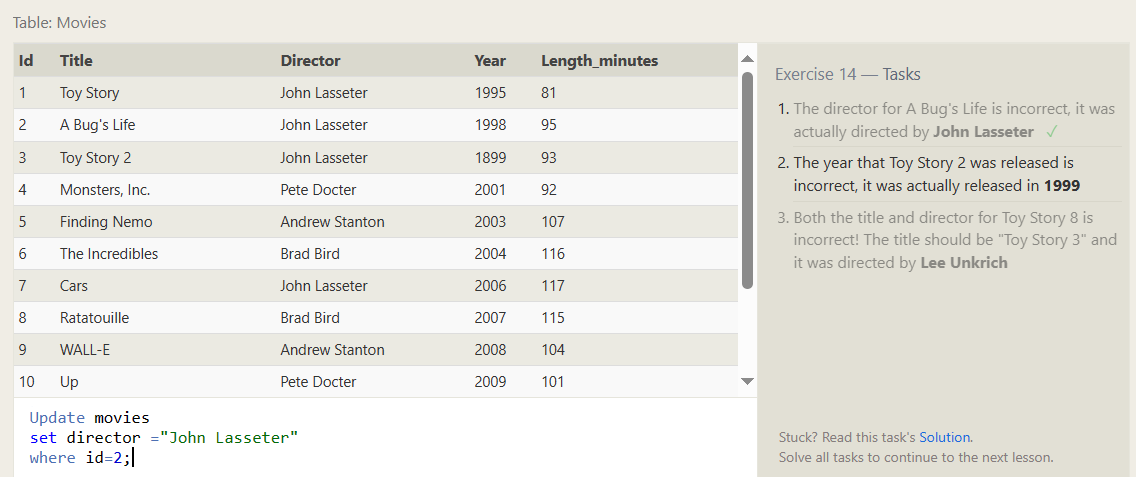 Table: Movies
Id Title Director Year Length_minutes
1 Toy Story John Lasseter 1995 81
2 A Bug's Life John Lasseter 1998 95
3 Toy Story 2 John Lasseter 1899 93
4 Monsters, Inc. Pete Docter 2001 92
5 Finding Nemo Andrew Stanton 2003 107
6 The Incredibles Brad Bird 2004 116
7 Cars John Lasseter 2006 117
8 Ratatouille Brad Bird 2007 115
9 WALL-E Andrew Stanton 2008 104
10 Up Pete Docter 2009 101
Update movies
set director ="John Lasseter"
where id=2;
Exercise 14 — Tasks
1. The director for A Bug's Life is incorrect, it was
actually directed by John Lasseter ✓
2. The year that Toy Story 2 was released is
incorrect, it was actually released in 1999
3. Both the title and director for Toy Story 8 is
incorrect! The title should be "Toy Story 3" and
it was directed by Lee Unkrich
Stuck? Read this task's Solution.
Solve all tasks to continue to the next lesson.